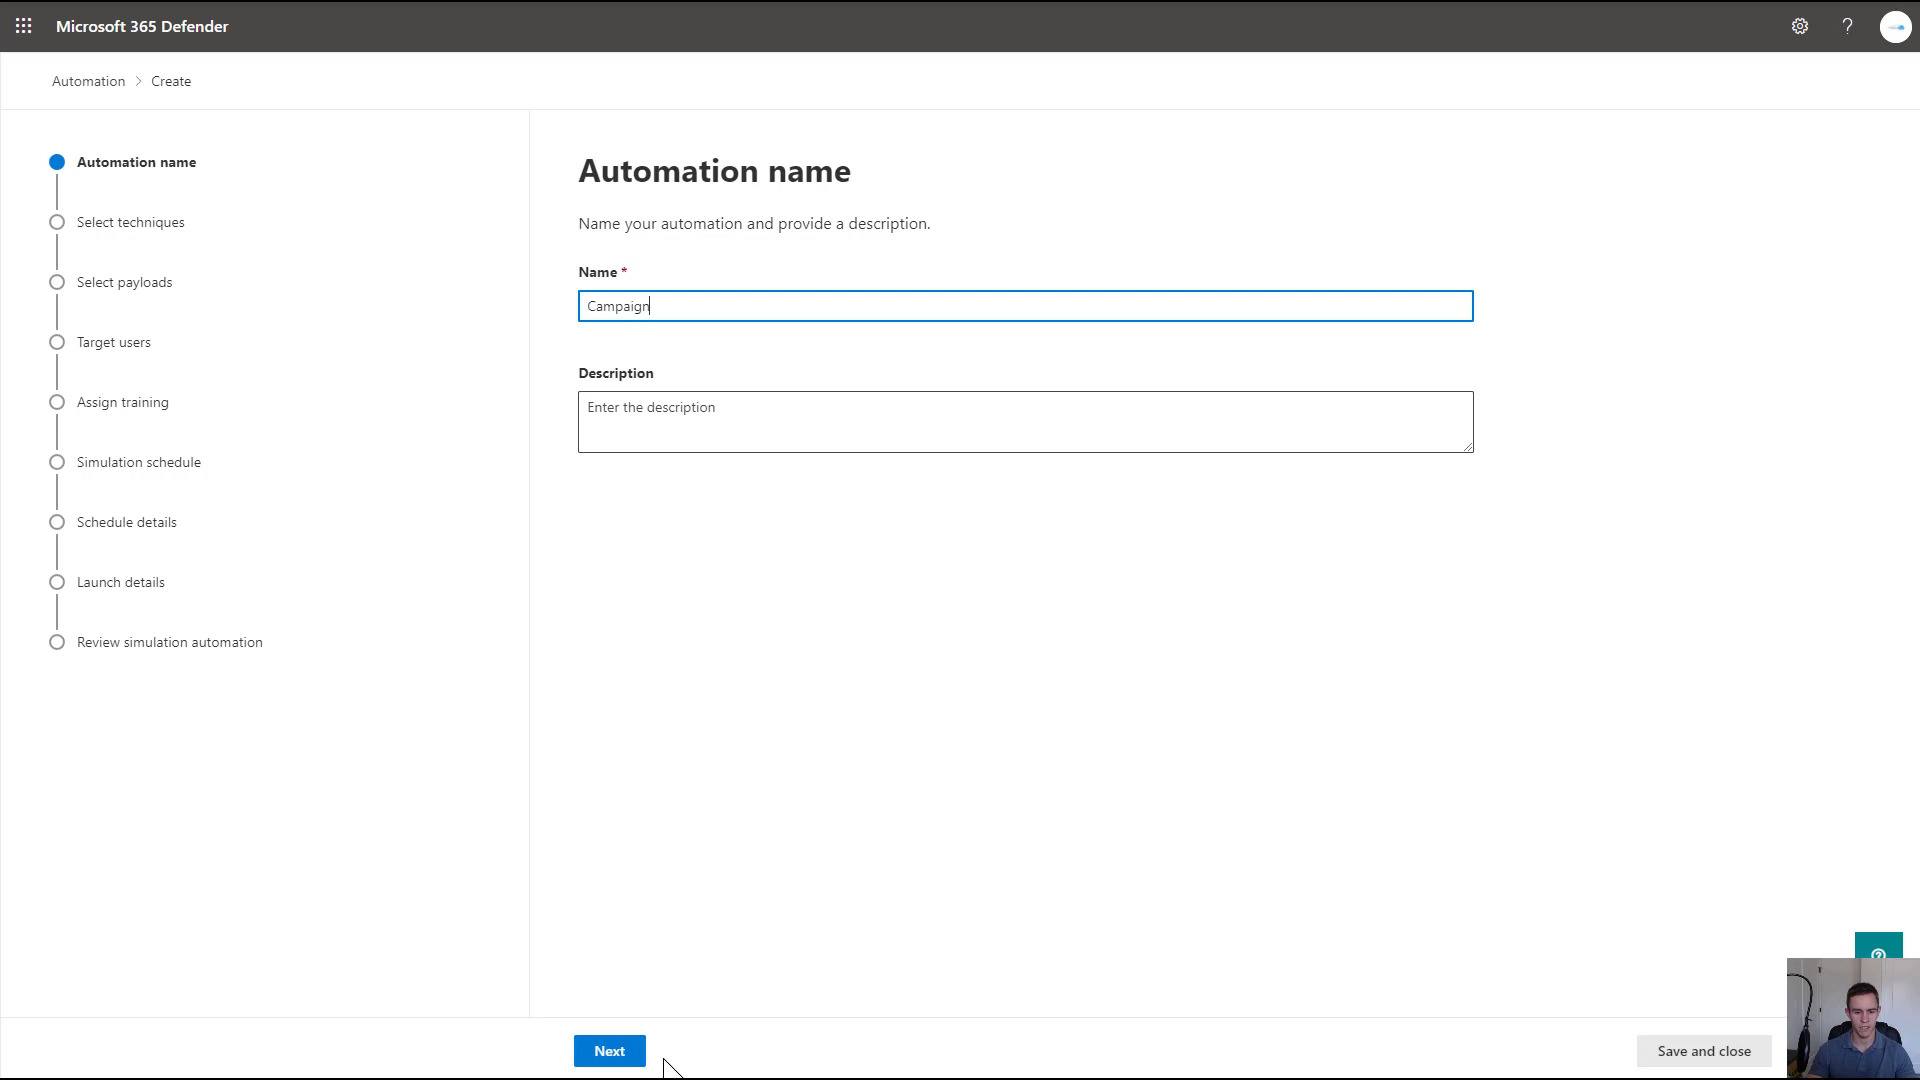 Microsoft 365 Defender
Automation > Create
Automation name
Select techniques
Select payloads
Target users
Assign training
Simulation schedule
Schedule details
Launch details
Review simulation automation
Automation name
Name your automation and provide a description.
Name *
Campaign
Description
Enter the description
Next
Save and close